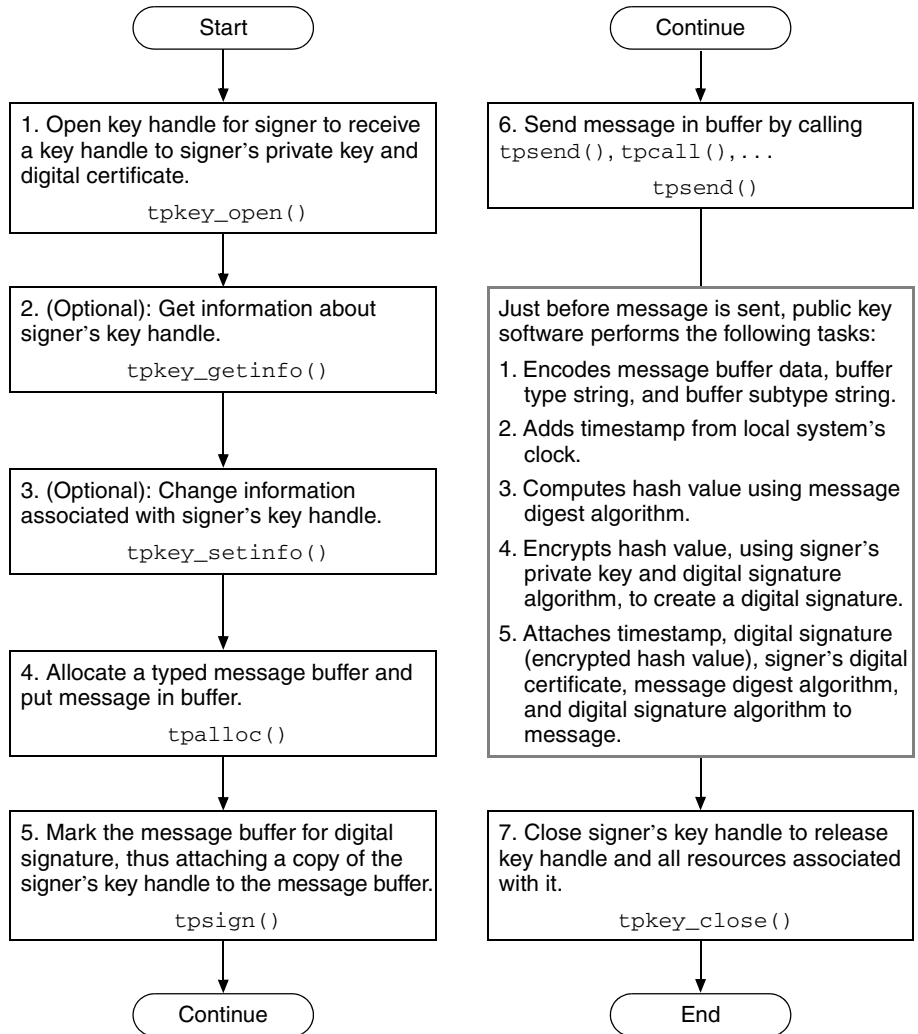 Start
1. Open key handle for signer to receive
a key handle to signer's private key and
digital certificate.
tpkey_open()
2. (Optional): Get information about
signer's key handle.
tpkey_getinfo()
3. (Optional): Change information
associated with signer's key handle.
tpkey_setinfo()
4. Allocate a typed message buffer and
put message in buffer.
tpalloc()
5. Mark the message buffer for digital
signature, thus attaching a copy of the
signer's key handle to the message buffer.
tpsign()
Continue
Continue
6. Send message in buffer by calling
tpsend(), tpcall(),...
tpsend()
Just before message is sent, public key
software performs the following tasks:
1. Encodes message buffer data, buffer
type string, and buffer subtype string.
2. Adds timestamp from local system's
clock.
3. Computes hash value using message
digest algorithm.
4. Encrypts hash value, using signer's
private key and digital signature
algorithm, to create a digital signature.
5. Attaches timestamp, digital signature
(encrypted hash value), signer's digital
certificate, message digest algorithm,
and digital signature algorithm to
message.
7. Close signer's key handle to release
key handle and all resources associated
with it.
tpkey_close()
End